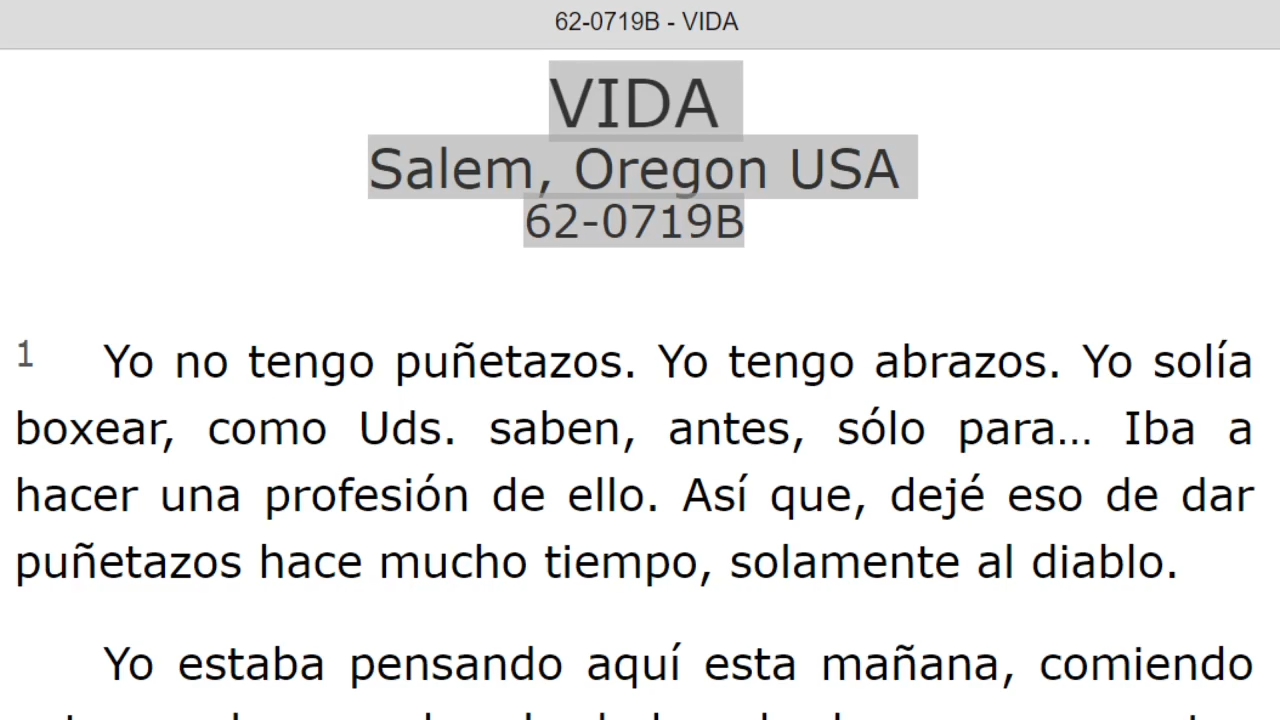 62-0719B - VIDA
VIDA
Salem, Oregon USA
62-0719B
1 Yo no tengo puñetazos. Yo tengo abrazos. Yo solía
boxear, como Uds. saben, antes, sólo para… Iba a
hacer una profesión de ello. Así que, dejé eso de dar
puñetazos hace mucho tiempo, solamente al diablo.
Yo estaba pensando aquí esta mañana, comiendo